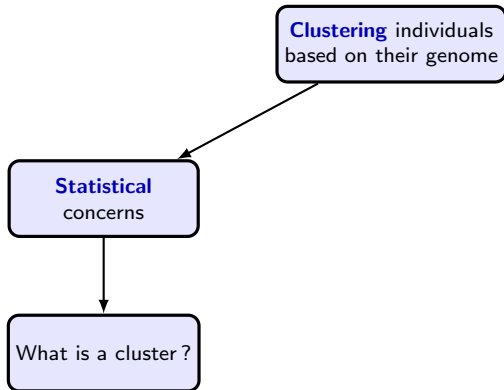 Clustering individuals
based on their genome
Statistical
concerns
What is a cluster ?